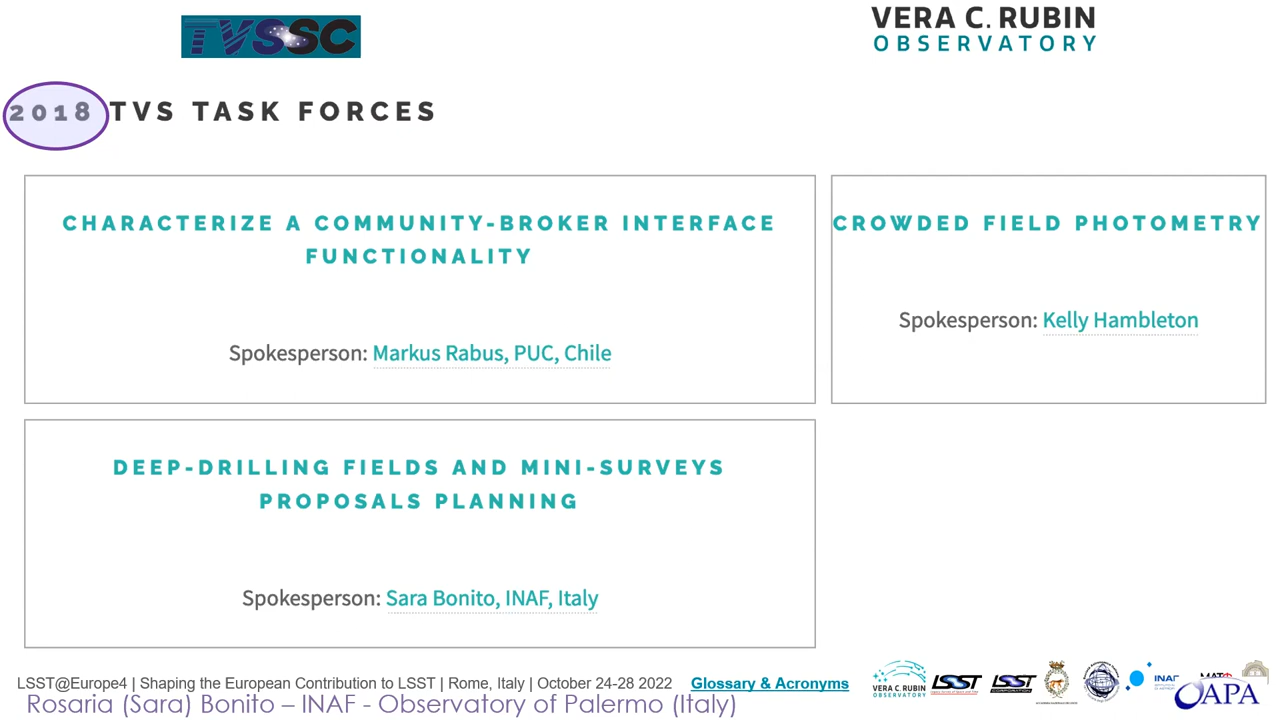 TVSSC
VERA C. RUBIN
OBSERVATORY
2018 TVS TASK FORCES
CHARACTERIZE A COMMUNITY-BROKER INTERFACE
FUNCTIONALITY
Spokesperson: Markus Rabus, PUC, Chile
CROWDED FIELD PHOTOMETRY
Spokesperson: Kelly Hambleton
DEEP-DRILLING FIELDS AND MINI-SURVEYS
PROPOSALS PLANNING
Spokesperson: Sara Bonito, INAF, Italy
LSST@Europe4 | Shaping the European Contribution to LSST | Rome, Italy | October 24-28 2022 Glossary & Acronyms
Rosaria (Sara) Bonito – INAF - Observatory of Palermo (Italy)
VERA C. RUBIN
OBSERVATORY
LSST
LSST
CORPORATION
INAF
OAPA